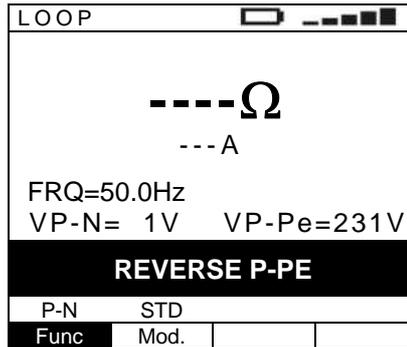 LOOP
----Ω
---A
FRQ=50.0Hz
VP-N= 1V VP-Pe=231V
REVERSE P-PE
P-N STD
Func Mod.